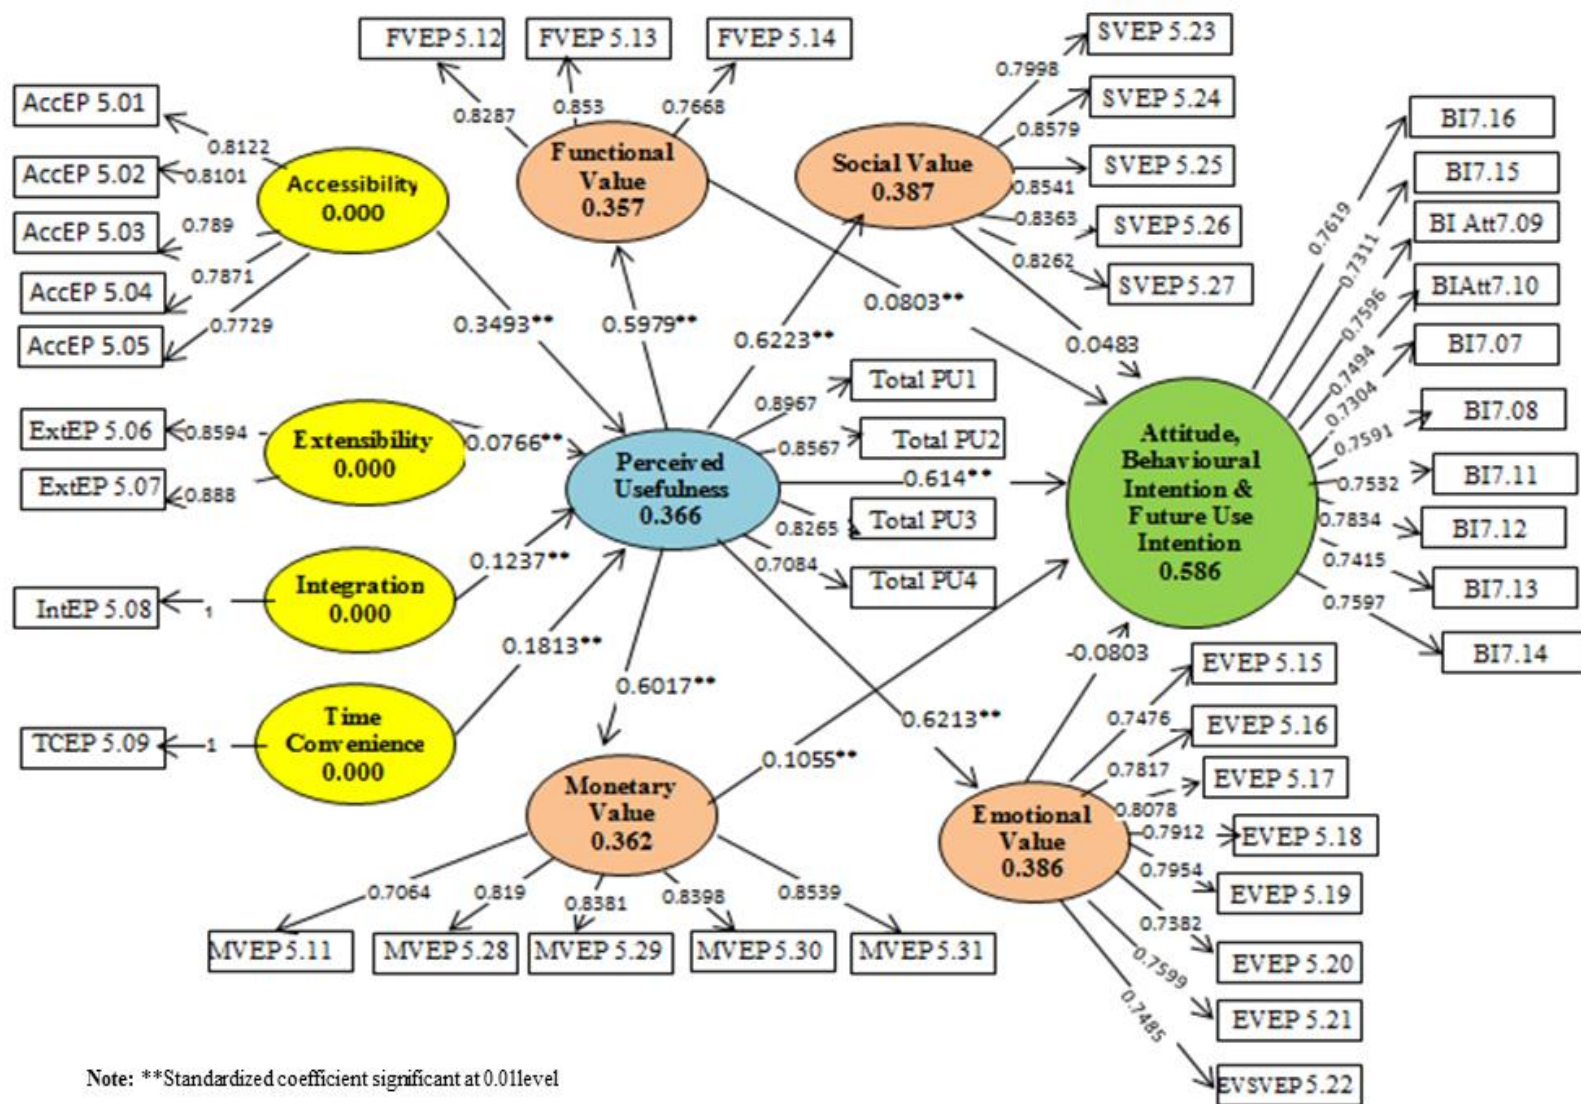 FVEP 5.12
FVEP 5.13
FVEP 5.14
SVEP 5.23
SVEP 5.24
SVEP 5.25
SVEP 5.26
SVEP 5.27
0.8287
0.853
0.7668
0.7998
0.8579
0.8541
0.8363
0.8262
AccEP 5.01
AccEP 5.02
AccEP 5.03
AccEP 5.04
AccEP 5.05
0.8122
0.8101
0.789
0.7871
0.7729
Accessibility
0.000
Functional
Value
0.357
Social Value
0.387
BI7.16
BI7.15
BI Att7.09
BIAtt7.10
BI7.07
BI7.08
BI7.11
BI7.12
BI7.13
BI7.14
0.7619
0.7311
0.7596
0.7494
0.7304
0.7591
0.7532
0.7834
0.7415
0.7597
0.3493**
0.5979**
0.6223**
0.0803**
0.0483
ExtEP 5.06
ExtEP 5.07
0.8594
0.888
Extensibility
0.000
0.0766**
Perceived
Usefulness
0.366
Total PU1
Total PU2
Total PU3
Total PU4
0.8967
0.8567
0.614**
0.8265
0.7084
Attitude,
Behavioural
Intention &
Future Use
Intention
0.586
IntEP 5.08
1
Integration
0.000
0.1237**
TCEP 5.09
1
Time
Convenience
0.000
0.1813**
0.6017**
0.6213**
0.1055**
-0.0803
Monetary
Value
0.362
0.7064
0.819
0.8381
0.8398
0.8539
MVEP 5.11
MVEP 5.28
MVEP 5.29
MVEP 5.30
MVEP 5.31
Emotional
Value
0.386
0.7476
0.7817
0.8078
0.7912
0.7954
0.7382
0.7599
0.7485
EVEP 5.15
EVEP 5.16
EVEP 5.17
EVEP 5.18
EVEP 5.19
EVEP 5.20
EVEP 5.21
EVSVEP 5.22
Note: **Standardized coefficient significant at 0.01level